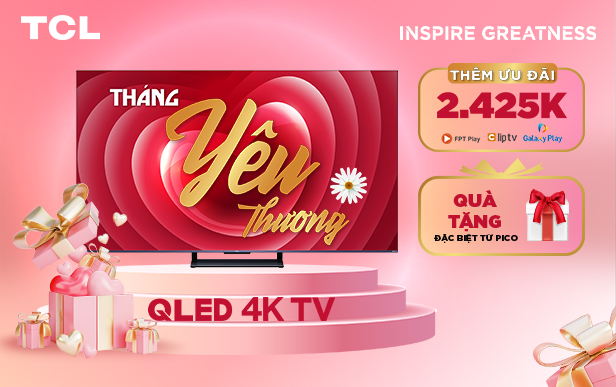 TCL
INSPIRE GREATNESS
THÁNG
Yêu
Thương
QLED 4K TV
THÊM ƯU ĐÃI
2.425K
FPT Play
Cliptv
Galaxy Play
QUÀ
TẶNG
ĐẶC BIỆT TỪ PICO